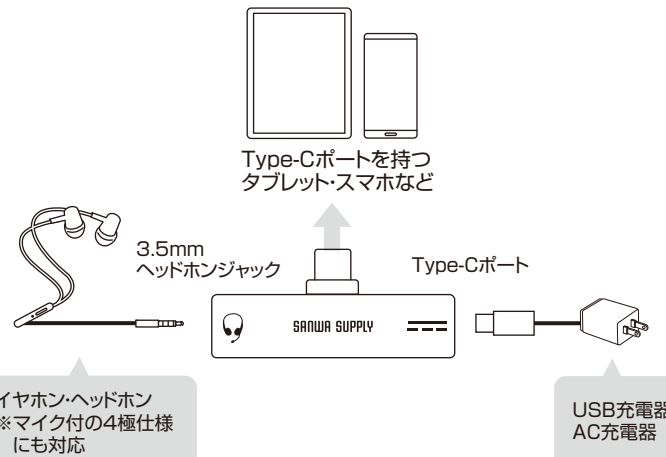 Type-Cポートを持つ
タブレット・スマホなど
3.5mm
ヘッドホンジャック
Type-Cポート
SANWA SUPPLY
イヤホン・ヘッドホン
※マイク付の4極仕様
にも対応
USB充電器
AC充電器